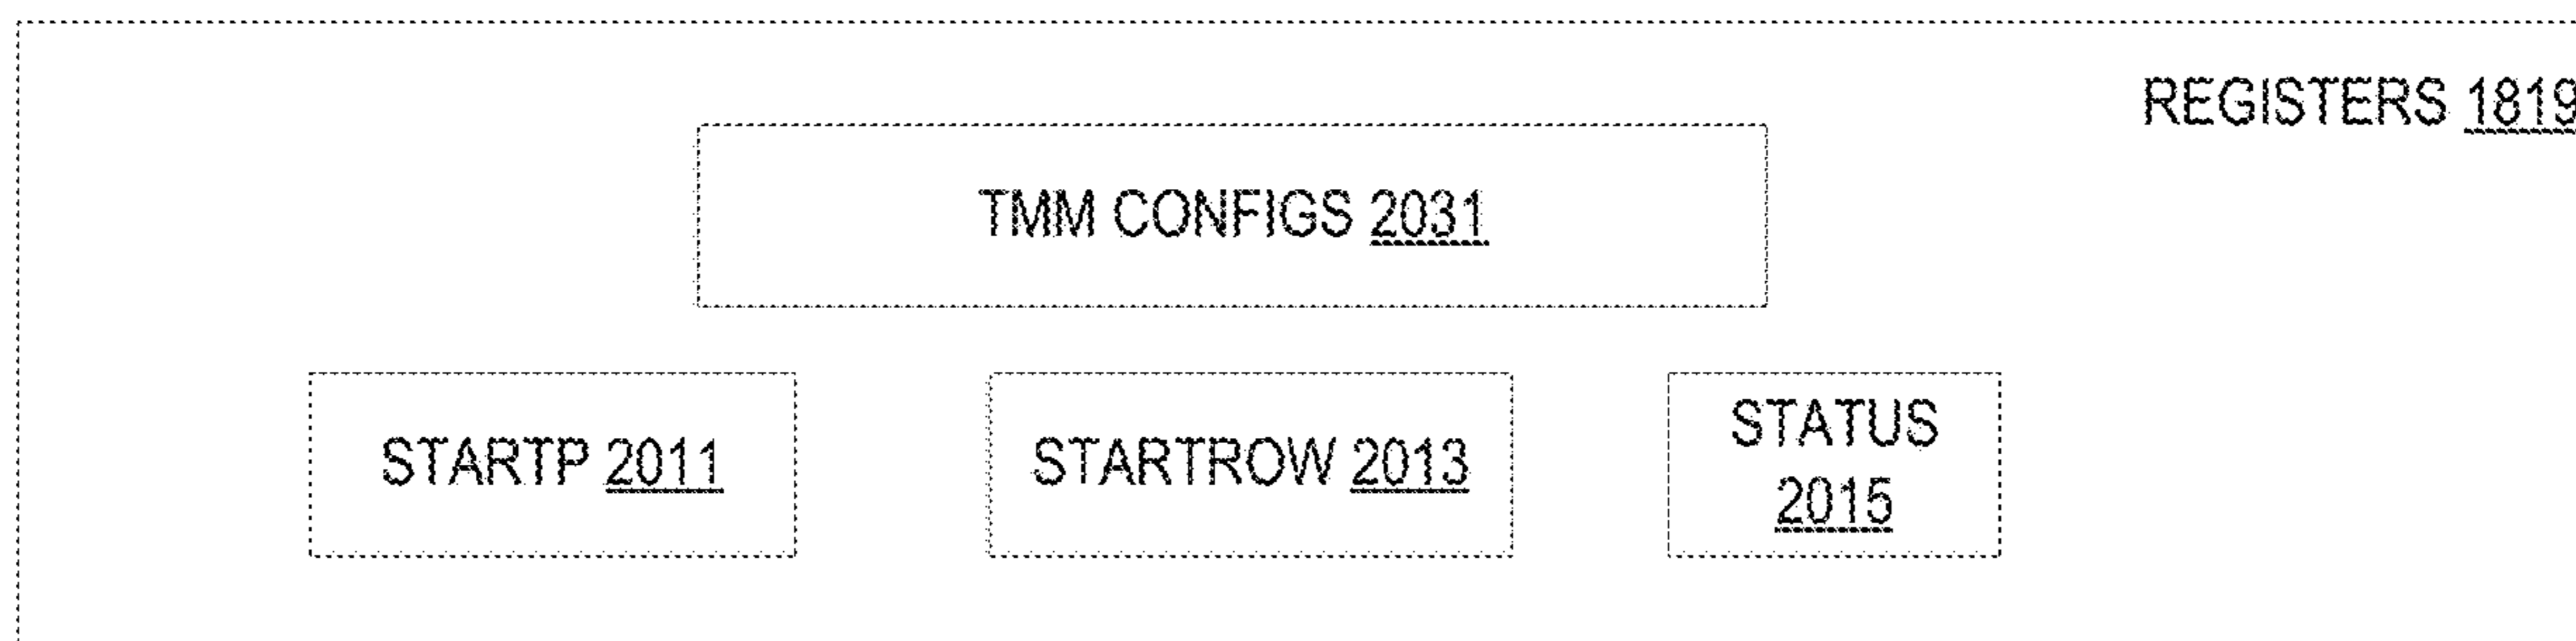 REGISTERS 1819
TMM CONFIGS 2031
STARTP 2011
STARTROW 2013
STATUS
2015